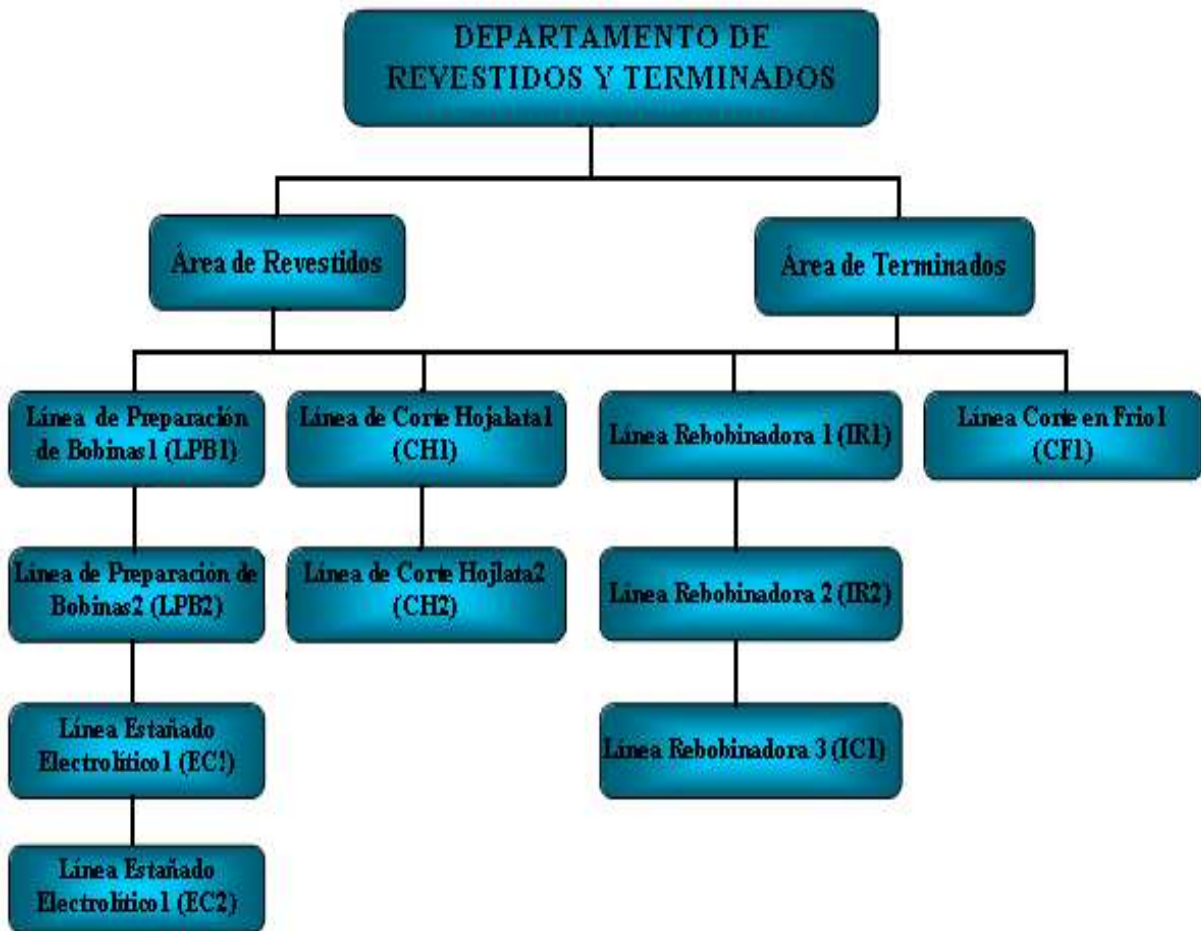 DEPARTAMENTO DE
REVESTIDOS Y TERMINADOS
Área de Revestidos
Área de Terminados
Línea de Preparación
de Bobinas1 (LPB1)
Línea de Corte Hojalata1
(CH1)
Línea Rebobinadora 1 (IR1)
Línea Corte en Frio1
(CF1)
Línea de Preparación de
Bobinas2 (LPB2)
Línea de Corte Hojlata2
(CH2)
Línea Rebobinadora 2 (IR2)
Línea Estañado
Electrolítico1 (EC!)
Línea Rebobinadora 3 (IC1)
Línea Estañado
Electrolítico1 (EC2)